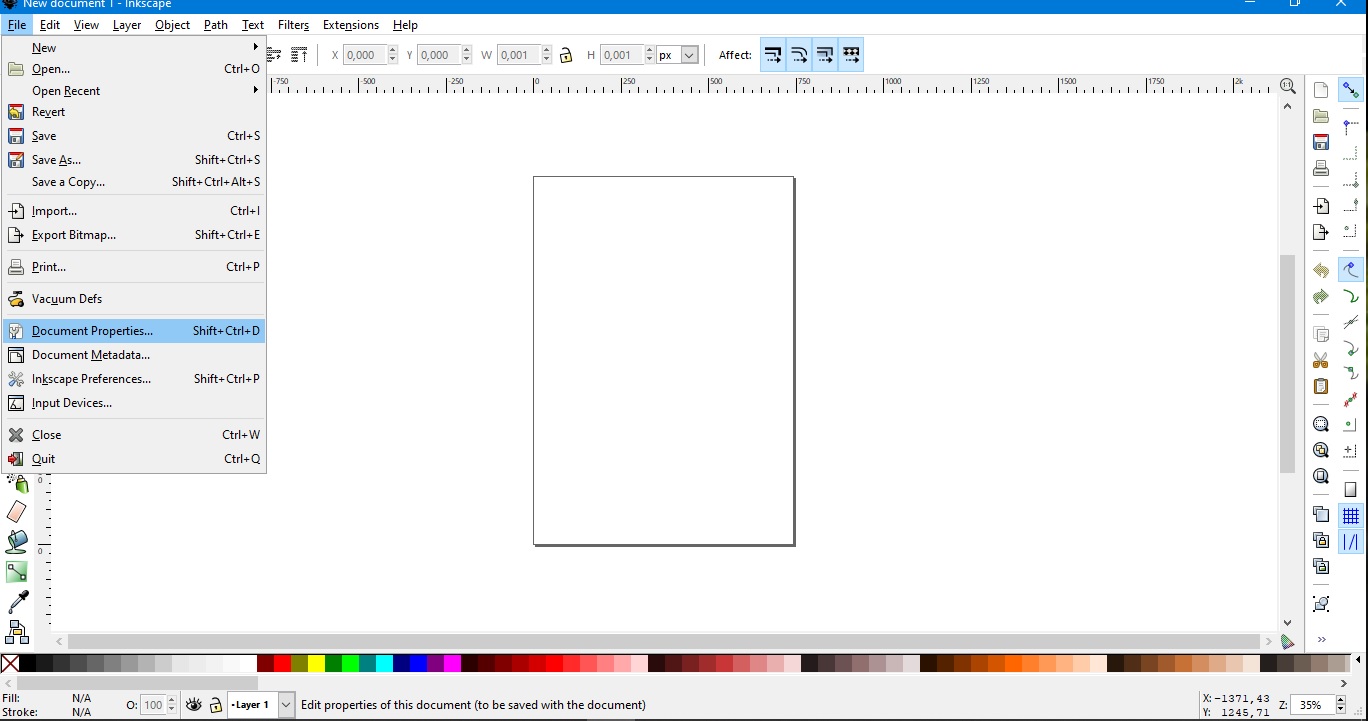 New document 1 - Inkscape
File Edit View Layer Object Path Text Filters Extensions Help
New
Open... Ctrl+O
Open Recent
Revert
Save Ctrl+S
Save As... Shift+Ctrl+S
Save a Copy... Shift+Ctrl+Alt+S
Import... Ctrl+I
Export Bitmap... Shift+Ctrl+E
Print... Ctrl+P
Vacuum Defs
Document Properties... Shift+Ctrl+D
Document Metadata...
Inkscape Preferences... Shift+Ctrl+P
Input Devices...
Close Ctrl+W
Quit Ctrl+Q
X 0,000 Y 0,000 W 0,001 H 0,001 px Affect:
-750 -500 -250 0 250 500 750 1000 1250 1500 1750 2k
1:1
0
0
Fill: N/A
Stroke: N/A
O: 100
Layer 1
Edit properties of this document (to be saved with the document)
X: -1371,43
Y: 1245,71
Z: 35%